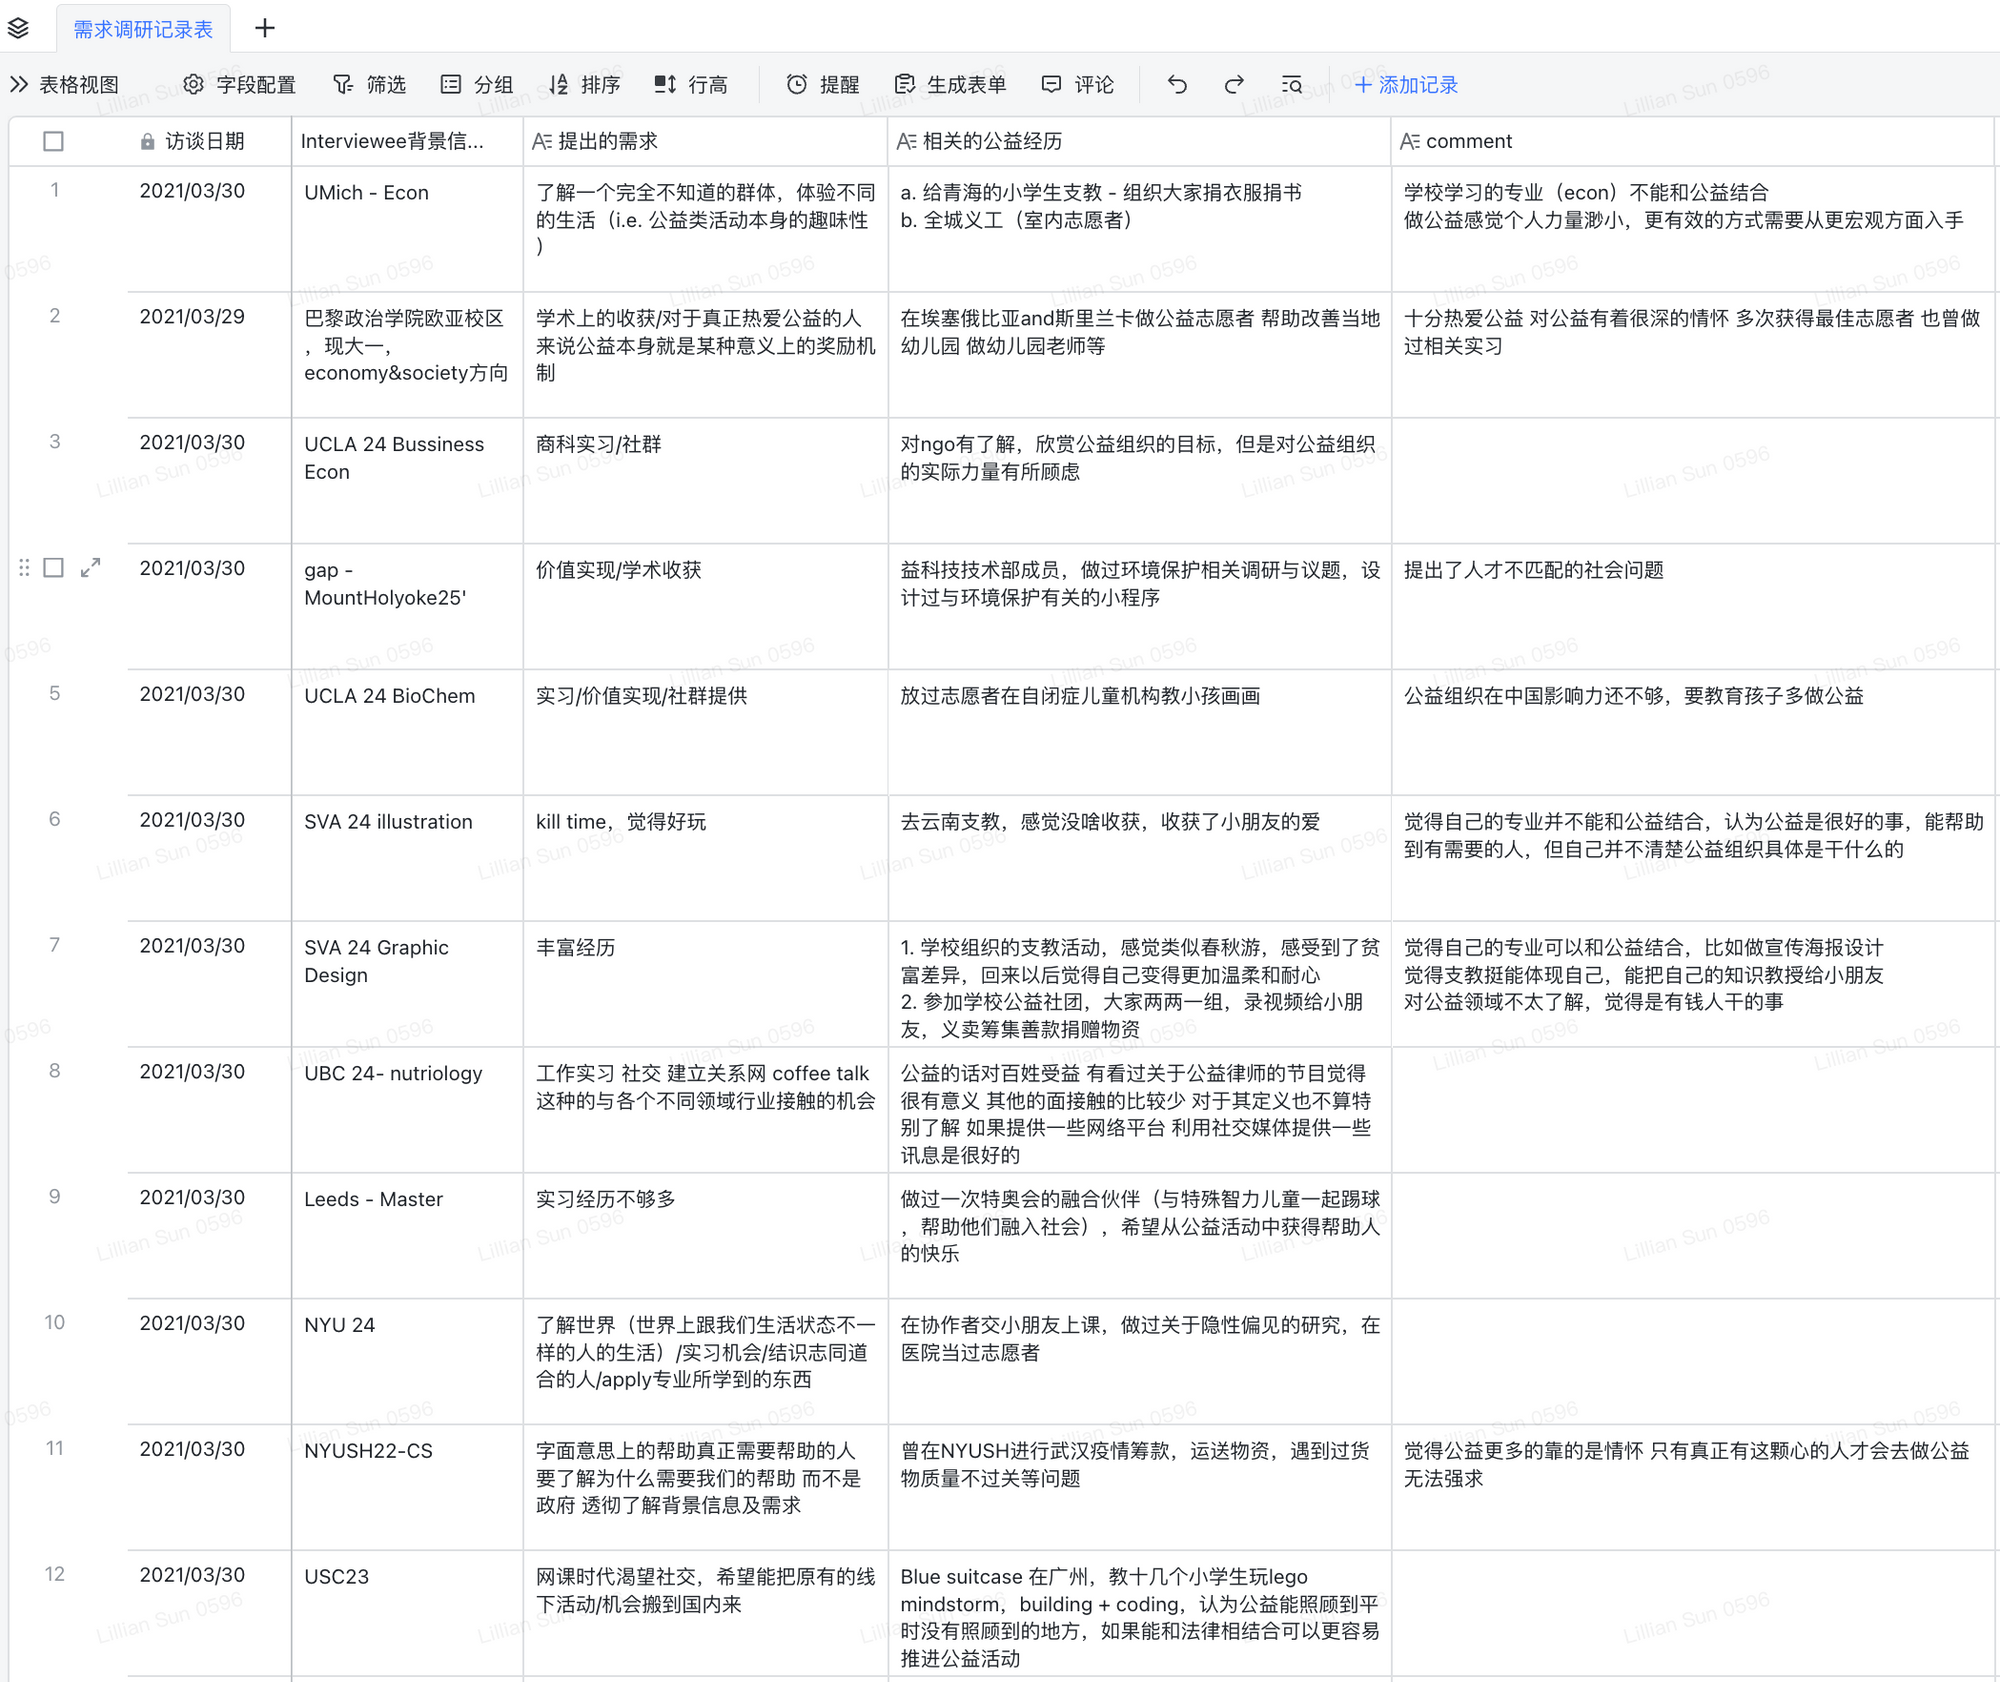 需求调研记录表
表格视图 字段配置 筛选 分组 排序 行高 提醒 生成表单 评论 添加记录
访谈日期 Interviewee背景信... 提出的需求 相关的公益经历 comment
1
2021/03/30
UMich - Econ
了解一个完全不知道的群体，体验不同
的生活（i.e. 公益类活动本身的趣味性
）
a. 给青海的小学生支教 - 组织大家捐衣服捐书
b. 全城义工（室内志愿者）
学校学习的专业（econ）不能和公益结合
做公益感觉个人力量渺小，更有效的方式需要从更宏观方面入手
2
2021/03/29
巴黎政治学院欧亚校区
，现大一，
economy&society方向
学术上的收获/对于真正热爱公益的人
来说公益本身就是某种意义上的奖励机
制
在埃塞俄比亚and斯里兰卡做公益志愿者 帮助改善当地
幼儿园 做幼儿园老师等
十分热爱公益 对公益有着很深的情怀 多次获得最佳志愿者 也曾做
过相关实习
3
2021/03/30
UCLA 24 Bussiness
Econ
商科实习/社群
对ngo有了解，欣赏公益组织的目标，但是对公益组织
的实际力量有所顾虑
2021/03/30
gap -
MountHolyoke25'
价值实现/学术收获
益科技技术部成员，做过环境保护相关调研与议题，设
计过与环境保护有关的小程序
提出了人才不匹配的社会问题
5
2021/03/30
UCLA 24 BioChem
实习/价值实现/社群提供
放过志愿者在自闭症儿童机构教小孩画画
公益组织在中国影响力还不够，要教育孩子多做公益
6
2021/03/30
SVA 24 illustration
kill time，觉得好玩
去云南支教，感觉没啥收获，收获了小朋友的爱
觉得自己的专业并不能和公益结合，认为公益是很好的事，能帮助
到有需要的人，但自己并不清楚公益组织具体是干什么的
7
2021/03/30
SVA 24 Graphic
Design
丰富经历
1. 学校组织的支教活动，感觉类似春秋游，感受到了贫
富差异，回来以后觉得自己变得更加温柔和耐心
2. 参加学校公益社团，大家两两一组，录视频给小朋
友，义卖筹集善款捐赠物资
觉得自己的专业可以和公益结合，比如做宣传海报设计
觉得支教挺能体现自己，能把自己的知识教授给小朋友
对公益领域不太了解，觉得是有钱人干的事
8
2021/03/30
UBC 24- nutriology
工作实习 社交 建立关系网 coffee talk
这种的与各个不同领域行业接触的机会
公益的话对百姓受益 有看过关于公益律师的节目觉得
很有意义 其他的面接触的比较少 对于其定义也不算特
别了解 如果提供一些网络平台 利用社交媒体提供一些
讯息是很好的
9
2021/03/30
Leeds - Master
实习经历不够多
做过一次特奥会的融合伙伴（与特殊智力儿童一起踢球
，帮助他们融入社会），希望从公益活动中获得帮助人
的快乐
10
2021/03/30
NYU 24
了解世界（世界上跟我们生活状态不一
样的人的生活）/实习机会/结识志同道
合的人/apply专业所学到的东西
在协作者交小朋友上课，做过关于隐性偏见的研究，在
医院当过志愿者
11
2021/03/30
NYUSH22-CS
字面意思上的帮助真正需要帮助的人
要了解为什么需要我们的帮助 而不是
政府 透彻了解背景信息及需求
曾在NYUSH进行武汉疫情筹款，运送物资，遇到过货
物质量不过关等问题
觉得公益更多的靠的是情怀 只有真正有这颗心的人才会去做公益
无法强求
12
2021/03/30
USC23
网课时代渴望社交，希望能把原有的线
下活动/机会搬到国内来
Blue suitcase 在广州，教十几个小学生玩lego
mindstorm，building + coding，认为公益能照顾到平
时没有照顾到的地方，如果能和法律相结合可以更容易
推进公益活动
Lillian Sun 0596